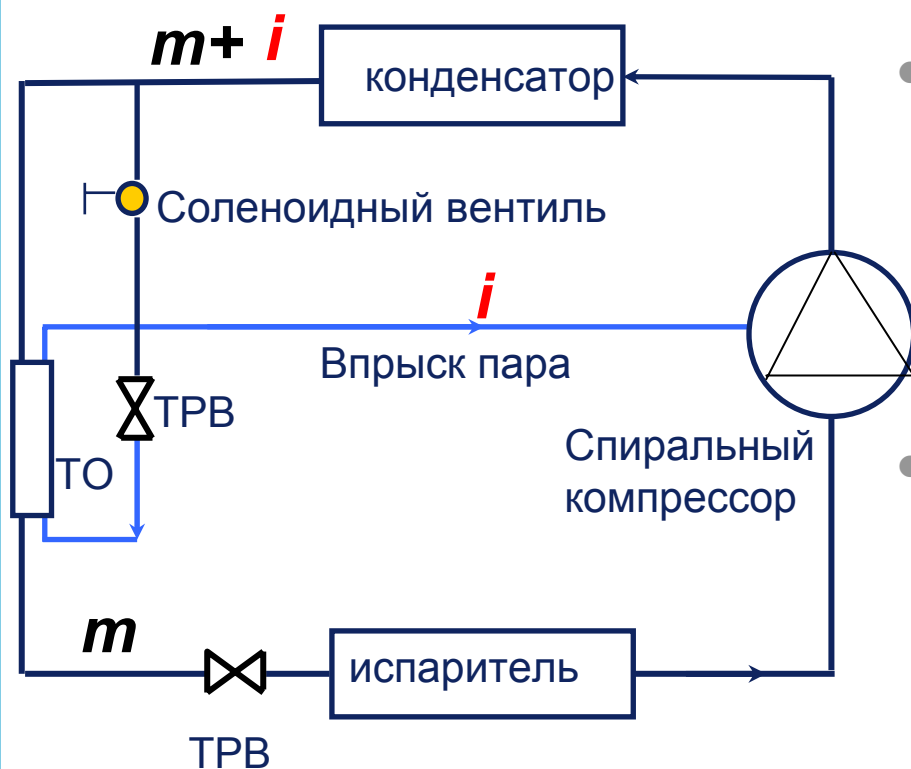 m+ i
конденсатор
Соленоидный вентиль
i
Впрыск пара
ТРВ
ТО
Спиральный
компрессор
m
испаритель
ТРВ